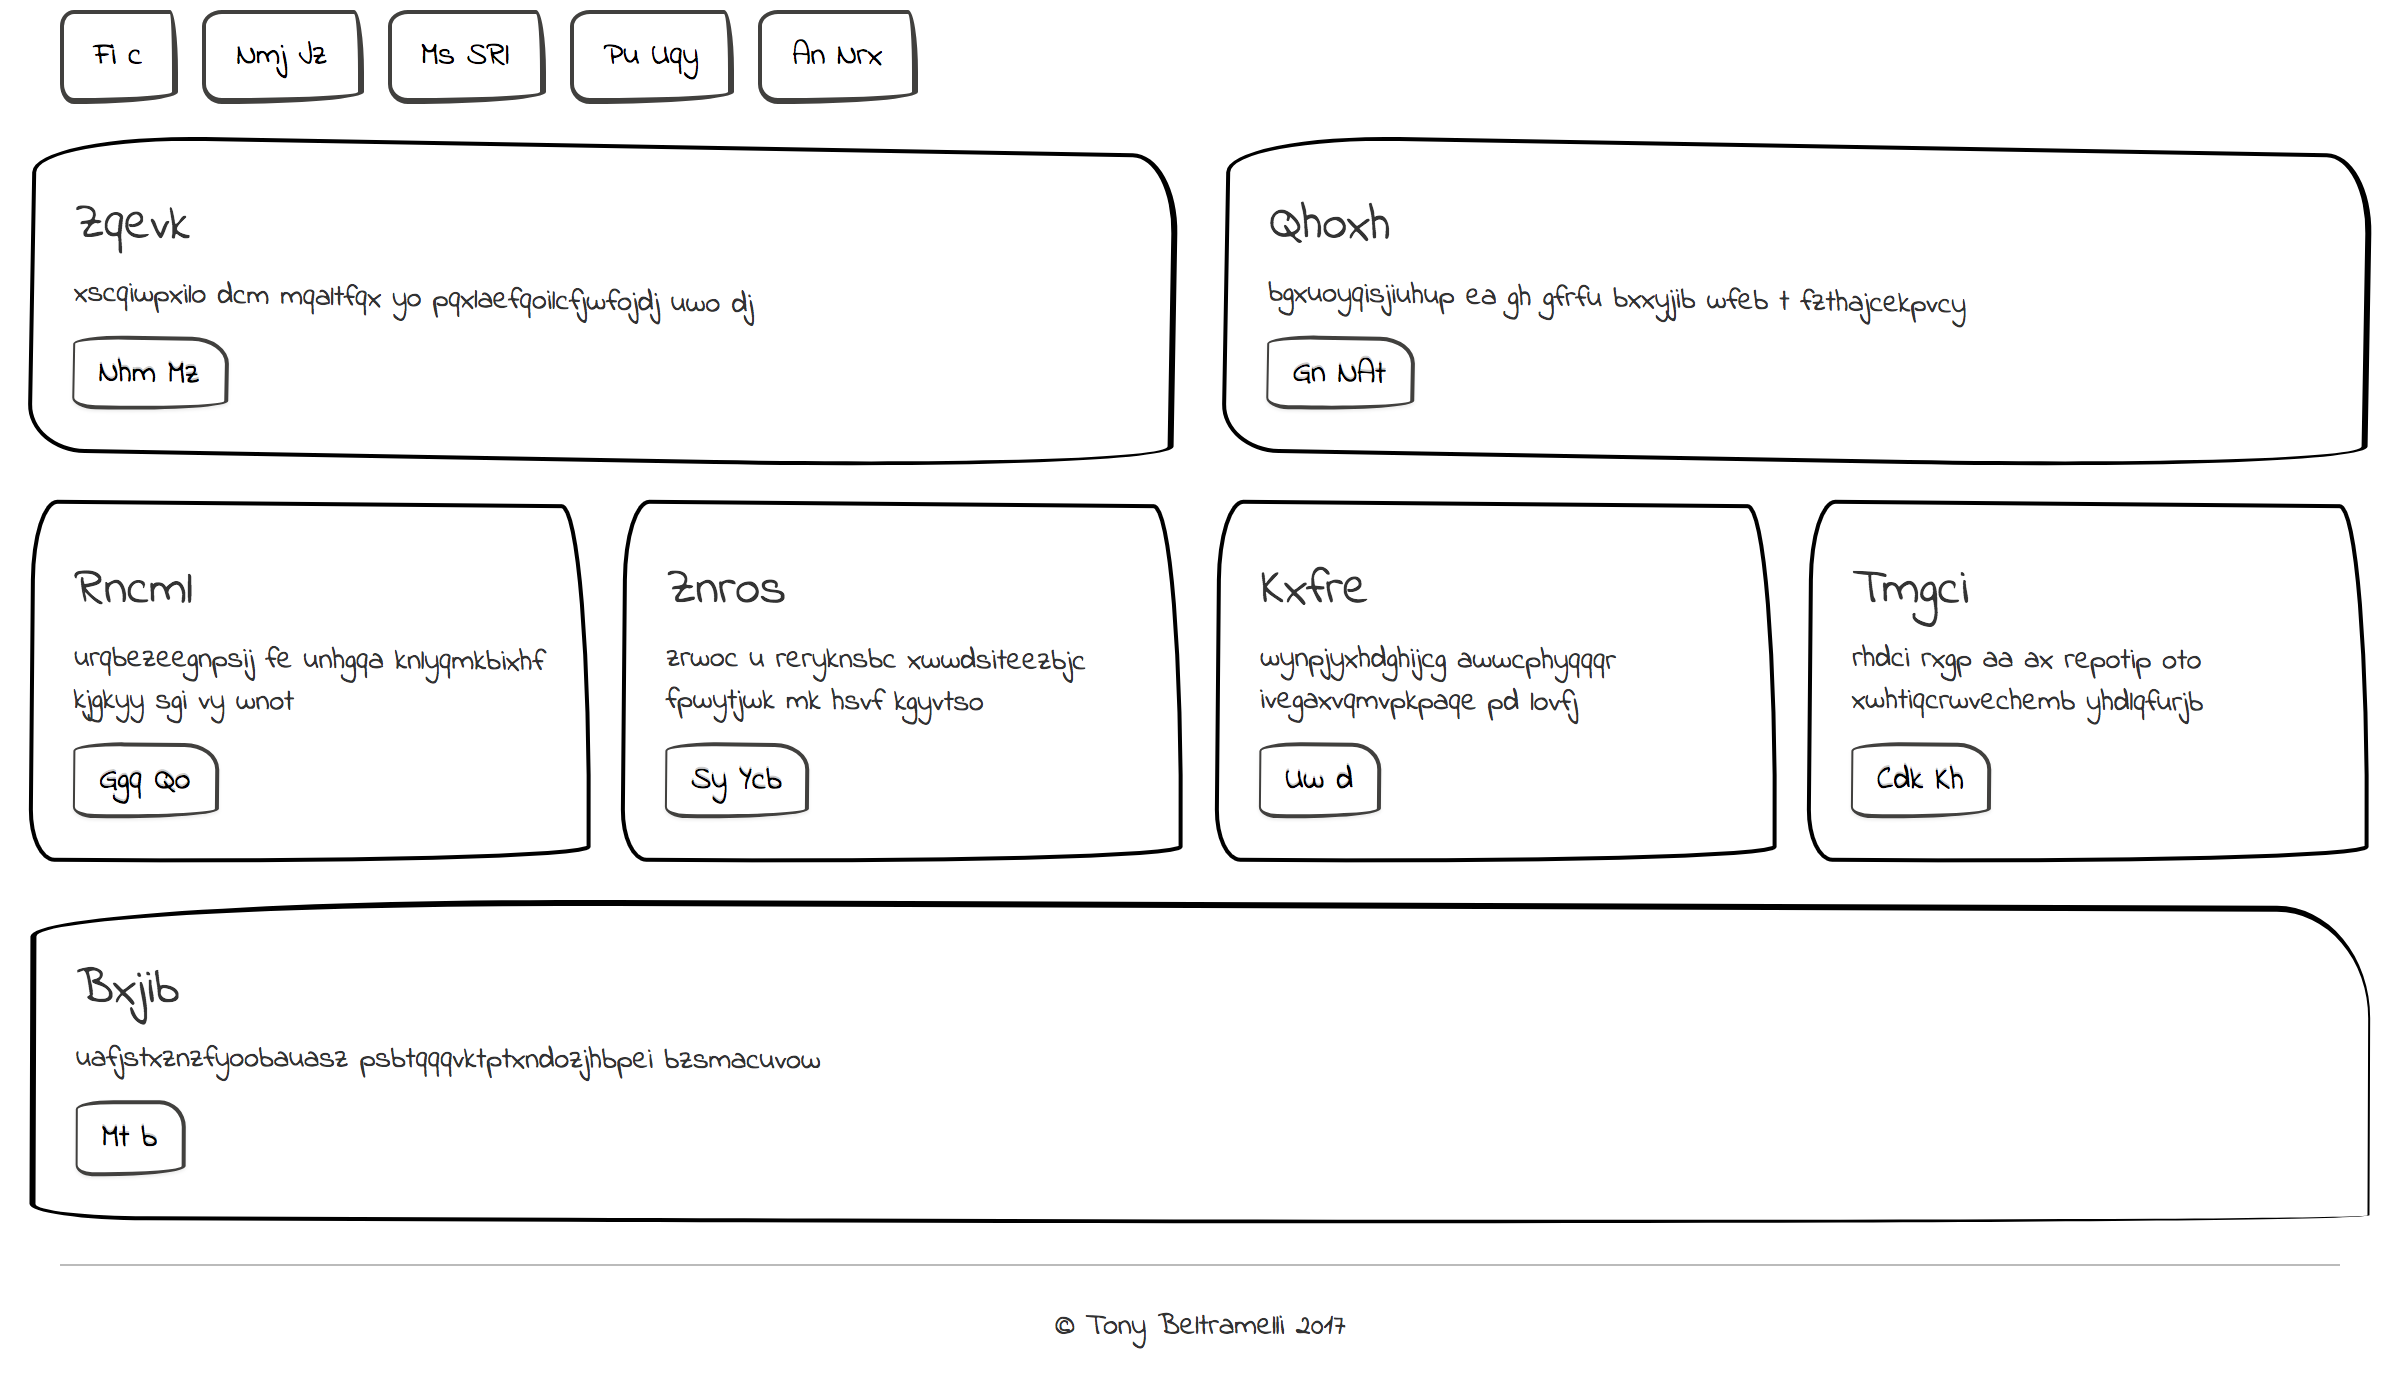 Fi c
Nmj Jz
Ms SRI
Pu Uqy
An Nrx
Zqevk
xscqiwpxilo dcm mqaltfqx yo pqxlaefqoilcfjwfojdj uwo dj
Nhm Mz
Qhoxh
bgxuoyqisjiuhup ea gh gfrfu bxxyjib wfeb t fzthajcekpvcy
Gn NAt
Rncml
urqbezeegnpsij fe unhgqa knlyqmkbixhf
kjgkyy sgi vy wnot
Ggq Qo
Znros
zrwoc u reryknsbc xwwdsiteezbjc
fpwytjwk mk hsvf kgyvtso
Sy Ycb
Kxfre
wynpjyxhdghijcg awwcphyqqqr
ivegaxvqmvpkpaqe pd lovfj
Uw d
Tmgci
rhdci rxgp aa ax repotip oto
xwhtiqcrwvechemb yhdlqfurjb
Cdk Kh
Bxjib
uafjstxznzfyoobauasz psbtqqqvktptxndozjhbpei bzsmacuvow
Mt b
© Tony Beltramelli 2017